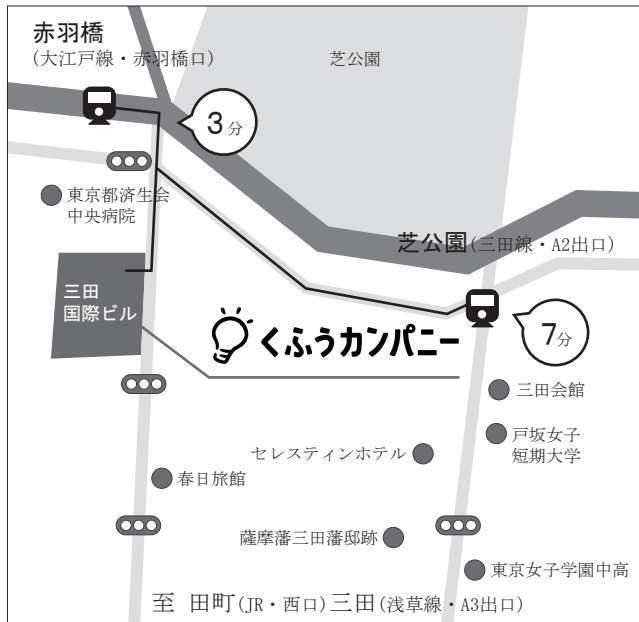 赤羽橋
(大江戸線・赤羽橋口)
芝公園
3分
東京都済生会
中央病院
芝公園(三田線・A2出口)
三田
国際ビル
くふうカンパニー
7分
三田会館
戸坂女子
短期大学
セレスティンホテル
春日旅館
薩摩藩三田藩邸跡
東京女子学園中高
至 田町(JR・西口)三田(浅草線・A3出口)